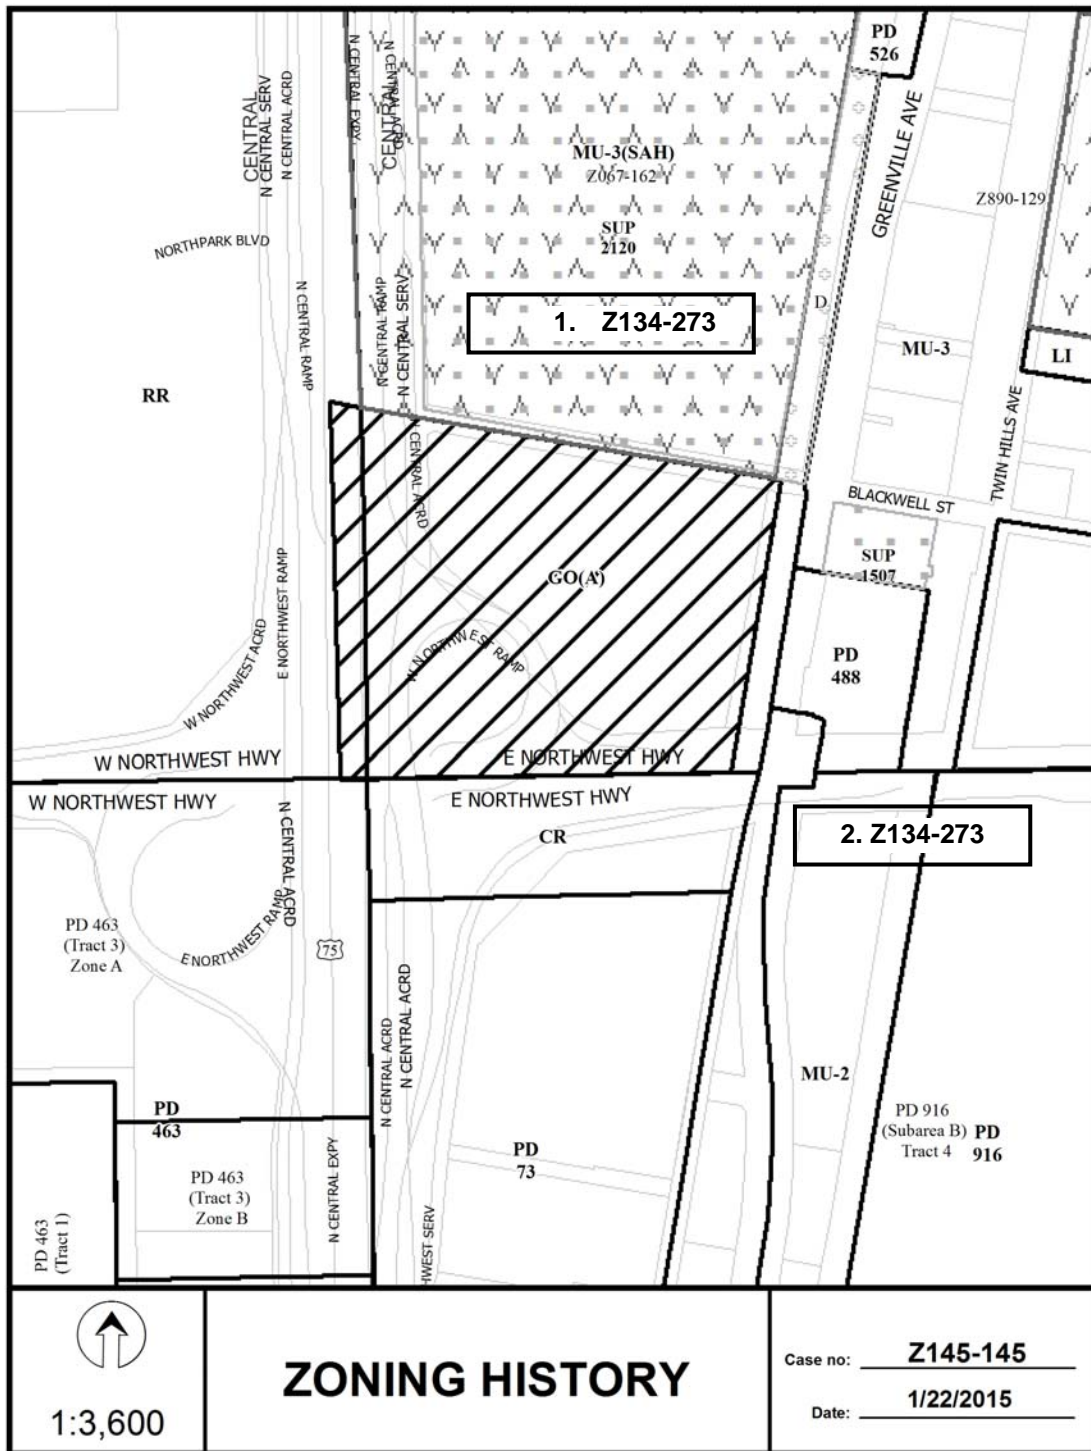 PD
526
CENTRAL
N CENTRAL SERV
N CENTRAL ACRD
N CENTRAL EXPY
CENTRAL
N CENTRAL ACRD
GREENVILLE AVE
MU-3(SAH)
Z067-162
Z890-129
SUP
2120
NORTHPARK BLVD
N CENTRAL RAMP
N CENTRAL RAMP
N CENTRAL SERV
1. Z134-273
D
MU-3
LI
RR
TWIN HILLS AVE
N CENTRAL ACRD
BLACKWELL ST
SUP
1507
GO(A)
E NORTHWEST RAMP
W NORTHWEST ACRD
W NORTHWEST RAMP
PD
488
W NORTHWEST HWY
E NORTHWEST HWY
W NORTHWEST HWY
E NORTHWEST HWY
N CENTRAL ACRD
CR
2. Z134-273
PD 463
(Tract 3)
Zone A
E NORTHWEST RAMP
75
N CENTRAL ACRD
N CENTRAL ACRD
MU-2
PD
463
PD 916
(Subarea B)
Tract 4
PD
916
PD
73
PD 463
(Tract 3)
Zone B
N CENTRAL EXPY
PD 463
(Tract 1)
HWEST SERV
1:3,600
ZONING HISTORY
Case no: Z145-145
Date: 1/22/2015